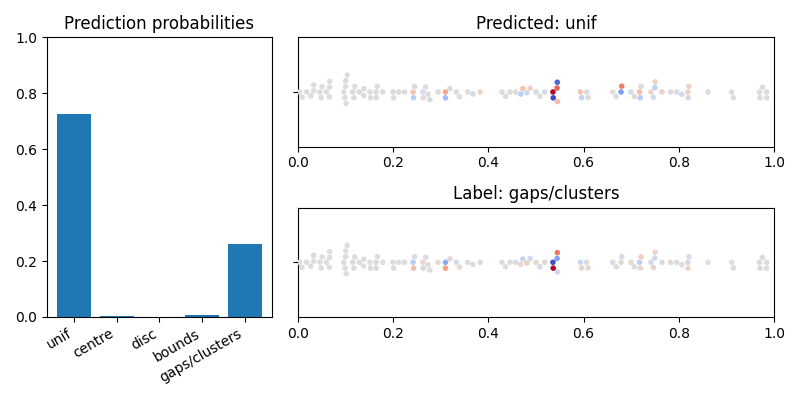 Prediction probabilities
1.0
0.8
0.6
0.4
0.2
0.0
unif
centre
disc
bounds
gaps/clusters
Predicted: unif
0.0 0.2 0.4 0.6 0.8 1.0
Label: gaps/clusters
0.0 0.2 0.4 0.6 0.8 1.0